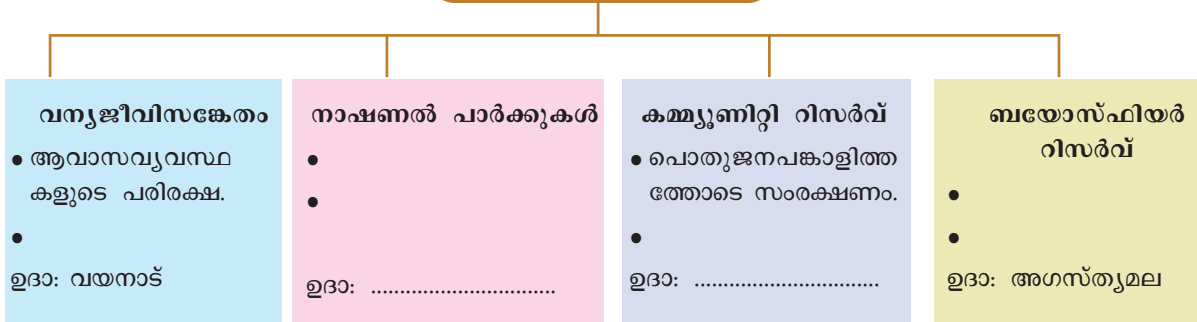 വന്യജീവിസങ്കേതം
● ആവാസവ്യവസ്ഥ
കളുടെ പരിരക്ഷ.
●
ഉദാ: വയനാട്
നാഷണൽ പാർക്കുകൾ
●
●
ഉദാ: ................................
കമ്മ്യൂണിറ്റി റിസർവ്
● പൊതുജനപങ്കാളിത്ത
ത്തോടെ സംരക്ഷണം.
●
ഉദാ: ................................
ബയോസ്ഫിയർ
റിസർവ്
●
●
ഉദാ: അഗസ്ത്യമല